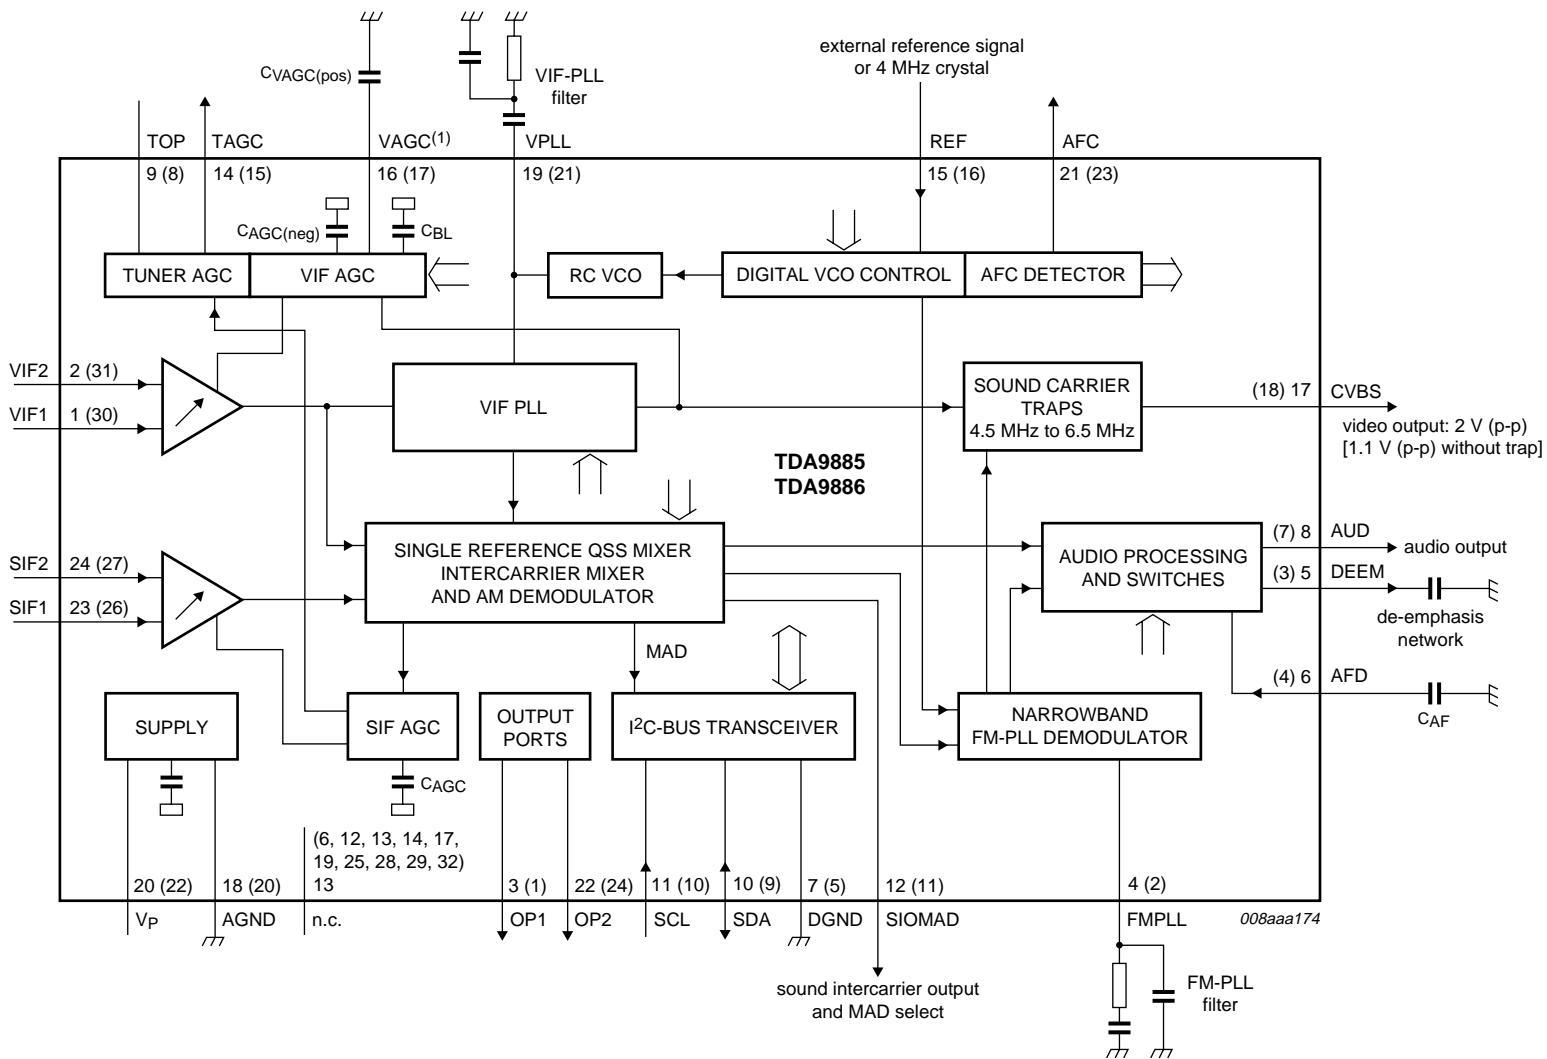 external reference signal
or 4 MHz crystal
CVAGC(pos)
VIF-PLL
filter
TOP
TAGC
VAGC(1)
VPLL
REF
AFC
9 (8)
14 (15)
16 (17)
19 (21)
15 (16)
21 (23)
CAGC(neg)
CBL
TUNER AGC
VIF AGC
RC VCO
DIGITAL VCO CONTROL
AFC DETECTOR
VIF2
2 (31)
VIF1
1 (30)
VIF PLL
SOUND CARRIER
TRAPS
4.5 MHz to 6.5 MHz
(18) 17
CVBS
video output: 2 V (p-p)
[1.1 V (p-p) without trap]
TDA9885
TDA9886
SIF2
24 (27)
SIF1
23 (26)
SINGLE REFERENCE QSS MIXER
INTERCARRIER MIXER
AND AM DEMODULATOR
AUDIO PROCESSING
AND SWITCHES
(7) 8
AUD
audio output
(3) 5
DEEM
de-emphasis
network
MAD
(4) 6
AFD
CAF
SUPPLY
SIF AGC
OUTPUT
PORTS
I2C-BUS TRANSCEIVER
NARROWBAND
FM-PLL DEMODULATOR
CAGC
(6, 12, 13, 14, 17,
19, 25, 28, 29, 32)
20 (22)
18 (20)
13
3 (1)
22 (24)
11 (10)
10 (9)
7 (5)
12 (11)
4 (2)
VP
AGND
n.c.
OP1
OP2
SCL
SDA
DGND
SIOMAD
FMPLL
008aaa174
sound intercarrier output
and MAD select
FM-PLL
filter